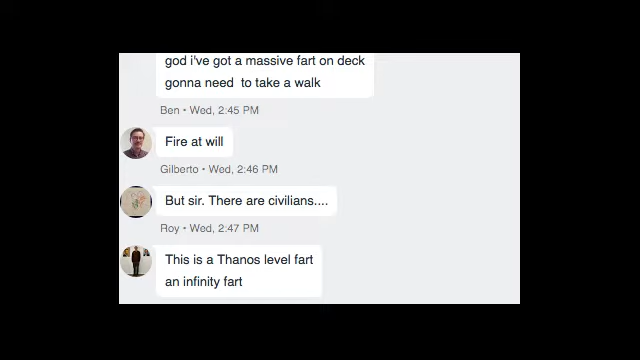 god i've got a massive fart on deck
gonna need  to take a walk
Ben • Wed, 2:45 PM
Fire at will
Gilberto • Wed, 2:46 PM
But sir. There are civilians....
Roy • Wed, 2:47 PM
This is a Thanos level fart
an infinity fart